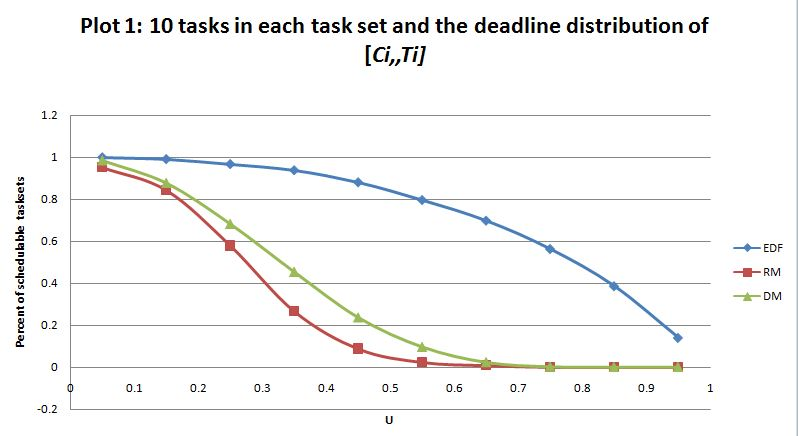 Plot 1: 10 tasks in each task set and the deadline distribution of
[Ci,,Ti]
1.2
1
0.8
0.6
0.4
0.2
0
-0.2
Percent of schedulable tasksets
0 0.1 0.2 0.3 0.4 0.5 0.6 0.7 0.8 0.9 1
U
EDF
RM
DM